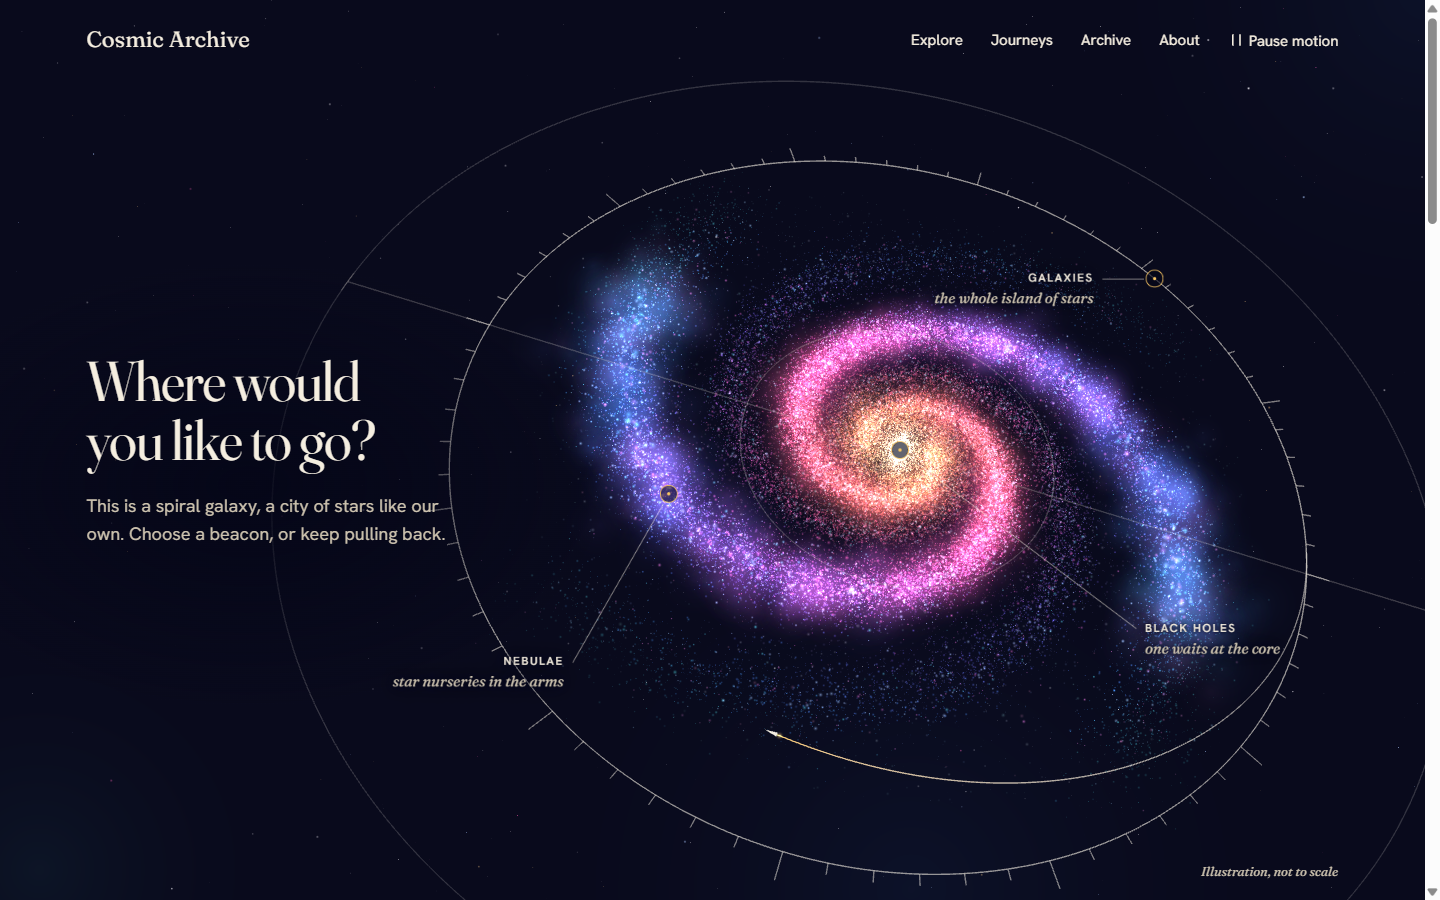 Cosmic Archive
Explore
Journeys
Archive
About
Pause motion
GALAXIES
the whole island of stars
Where would
you like to go?
This is a spiral galaxy, a city of stars like our
own. Choose a beacon, or keep pulling back.
BLACK HOLES
one waits at the core
NEBULAE
star nurseries in the arms
Illustration, not to scale